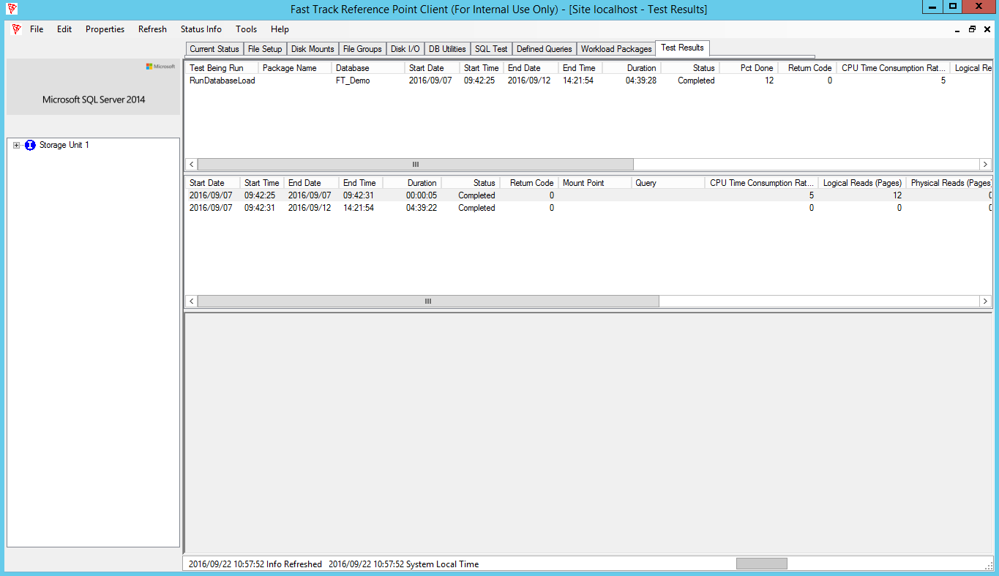 Fast Track Reference Point Client (For Internal Use Only) - [Site localhost - Test Results]
File Edit Properties Refresh Status Info Tools Help
Current Status File Setup Disk Mounts File Groups Disk I/O DB Utilities SQL Test Defined Queries Workload Packages Test Results
Microsoft
Microsoft SQL Server 2014
Storage Unit 1
Test Being Run Package Name Database Start Date Start Time End Date End Time Duration Status Pct Done Return Code CPU Time Consumption Rat... Logical Re
RunDatabaseLoad FT_Demo 2016/09/07 09:42:25 2016/09/12 14:21:54 04:39:28 Completed 12 0 5
Start Date Start Time End Date End Time Duration Status Return Code Mount Point Query CPU Time Consumption Rat... Logical Reads (Pages) Physical Reads (Pages)
2016/09/07 09:42:25 2016/09/07 09:42:31 00:00:05 Completed 0 5 12 0
2016/09/07 09:42:31 2016/09/12 14:21:54 04:39:22 Completed 0 0 0 0
2016/09/22 10:57:52 Info Refreshed 2016/09/22 10:57:52 System Local Time